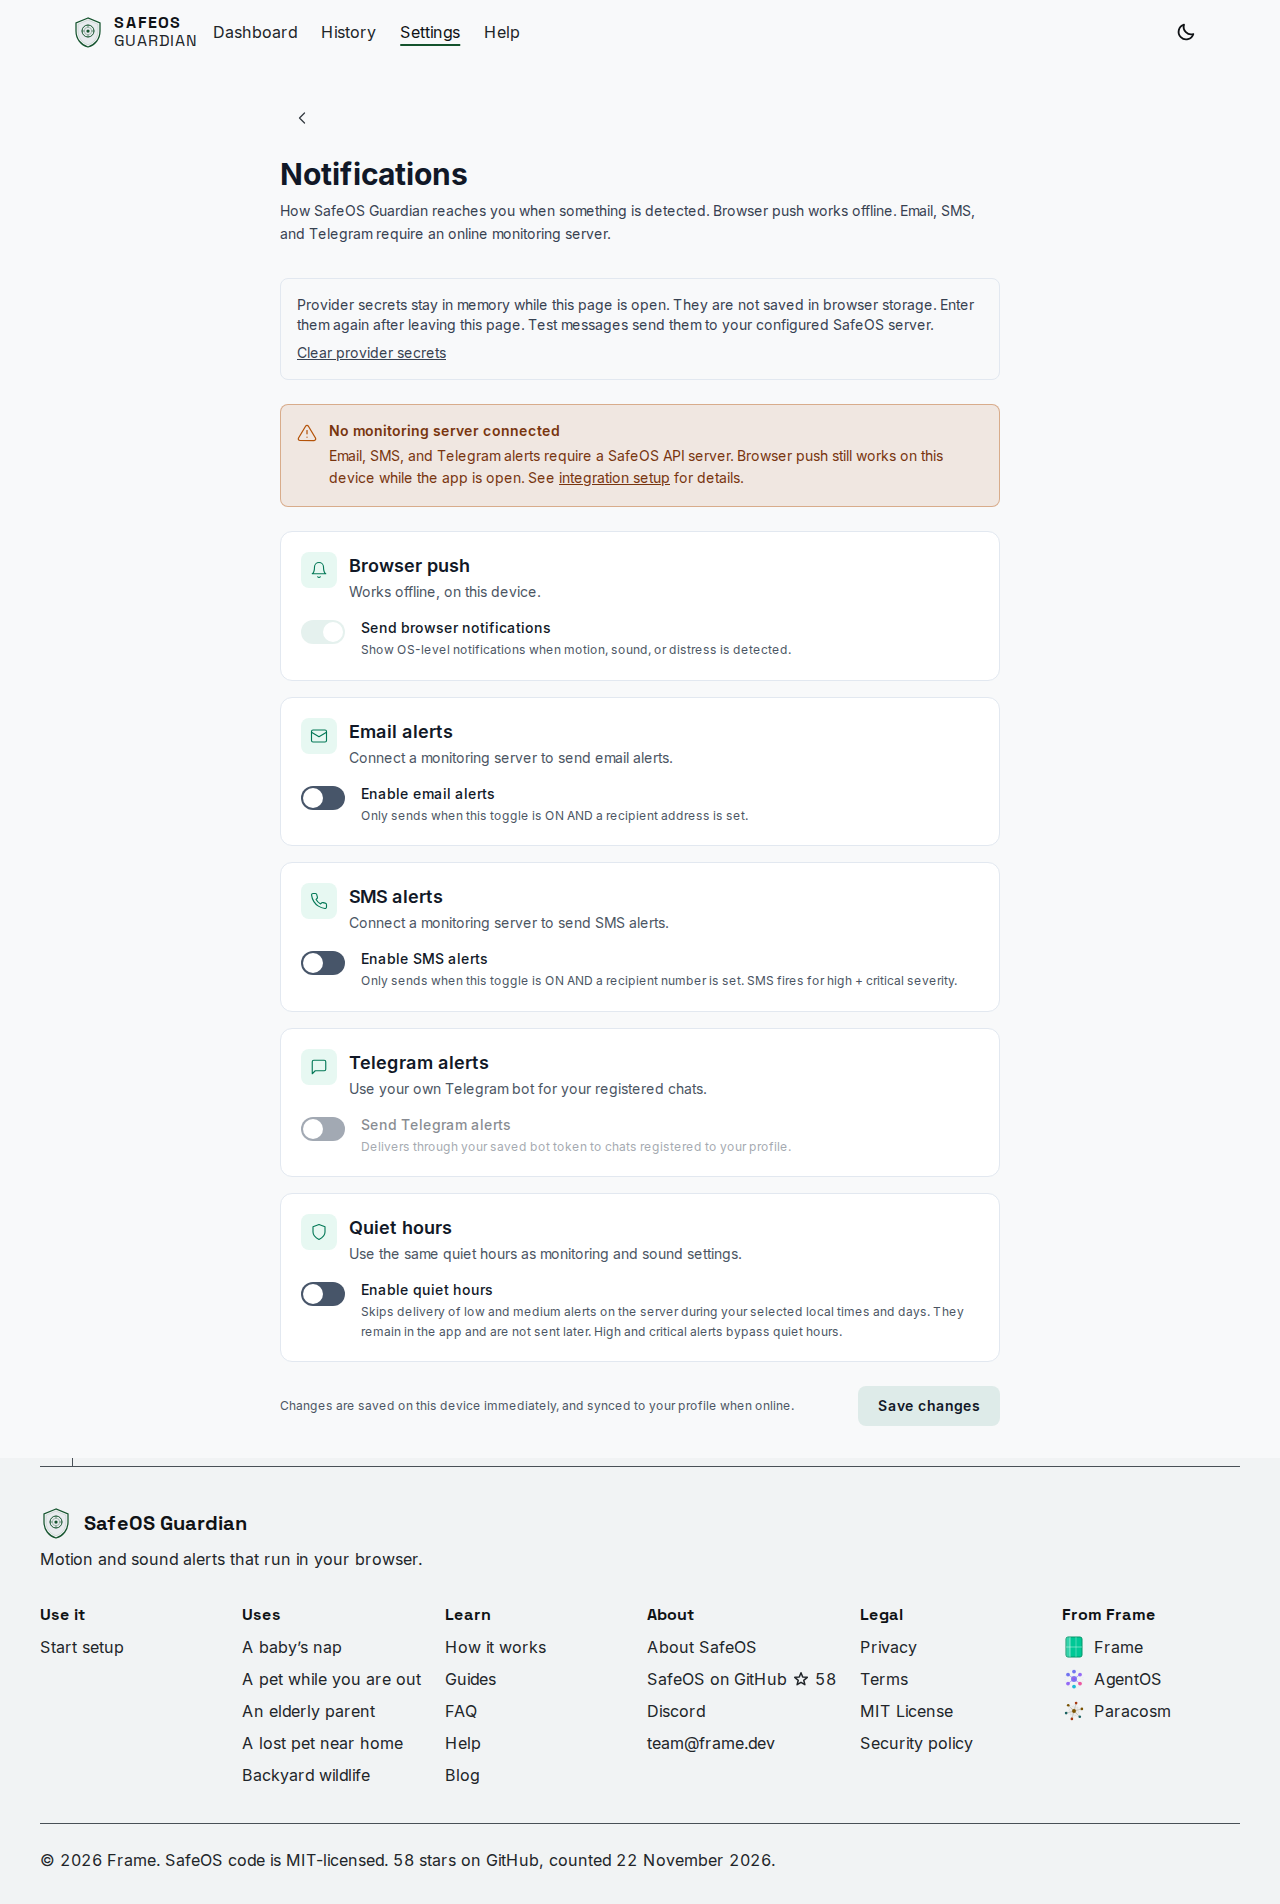 SAFEOS
GUARDIAN
Dashboard
History
Settings
Help
Notifications
How SafeOS Guardian reaches you when something is detected. Browser push works offline. Email, SMS,
and Telegram require an online monitoring server.
Provider secrets stay in memory while this page is open. They are not saved in browser storage. Enter
them again after leaving this page. Test messages send them to your configured SafeOS server.
Clear provider secrets
No monitoring server connected
Email, SMS, and Telegram alerts require a SafeOS API server. Browser push still works on this
device while the app is open. See integration setup for details.
Browser push
Works offline, on this device.
Send browser notifications
Show OS-level notifications when motion, sound, or distress is detected.
Email alerts
Connect a monitoring server to send email alerts.
Enable email alerts
Only sends when this toggle is ON AND a recipient address is set.
SMS alerts
Connect a monitoring server to send SMS alerts.
Enable SMS alerts
Only sends when this toggle is ON AND a recipient number is set. SMS fires for high + critical severity.
Telegram alerts
Use your own Telegram bot for your registered chats.
Send Telegram alerts
Delivers through your saved bot token to chats registered to your profile.
Quiet hours
Use the same quiet hours as monitoring and sound settings.
Enable quiet hours
Skips delivery of low and medium alerts on the server during your selected local times and days. They
remain in the app and are not sent later. High and critical alerts bypass quiet hours.
Changes are saved on this device immediately, and synced to your profile when online.
Save changes
SafeOS Guardian
Motion and sound alerts that run in your browser.
Use it
Start setup
Uses
A baby’s nap
A pet while you are out
An elderly parent
A lost pet near home
Backyard wildlife
Learn
How it works
Guides
FAQ
Help
Blog
About
About SafeOS
SafeOS on GitHub ☆ 58
Discord
team@frame.dev
Legal
Privacy
Terms
MIT License
Security policy
From Frame
Frame
AgentOS
Paracosm
© 2026 Frame. SafeOS code is MIT-licensed. 58 stars on GitHub, counted 22 November 2026.